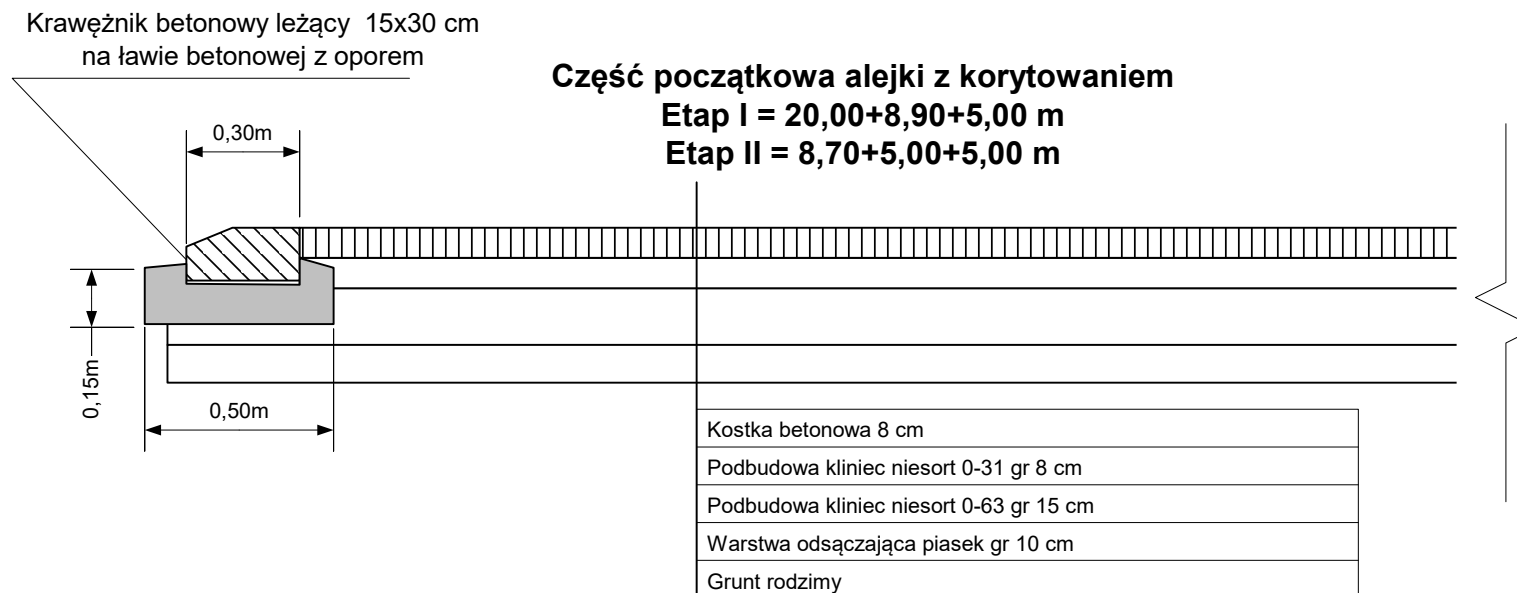 Krawężnik betonowy leżący 15x30 cm
na ławie betonowej z oporem
Część początkowa alejki z korytowaniem
Etap I = 20,00+8,90+5,00 m
Etap II = 8,70+5,00+5,00 m
0,30m
0,15m
0,50m
Kostka betonowa 8 cm
Podbudowa kliniec niesort 0-31 gr 8 cm
Podbudowa kliniec niesort 0-63 gr 15 cm
Warstwa odsączająca piasek gr 10 cm
Grunt rodzimy